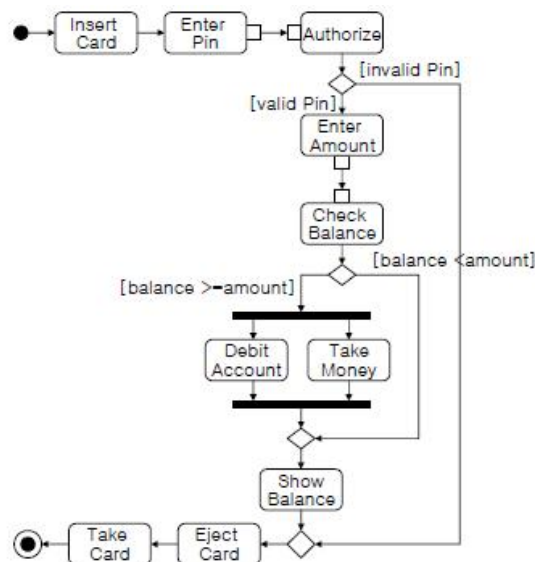 Insert
Card
Enter
Pin
Authorize
[invalid Pin]
[valid Pin]
Enter
Amount
Check
Balance
[balance <amount]
[balance >=amount]
Debit
Account
Take
Money
Show
Balance
Take
Card
Eject
Card